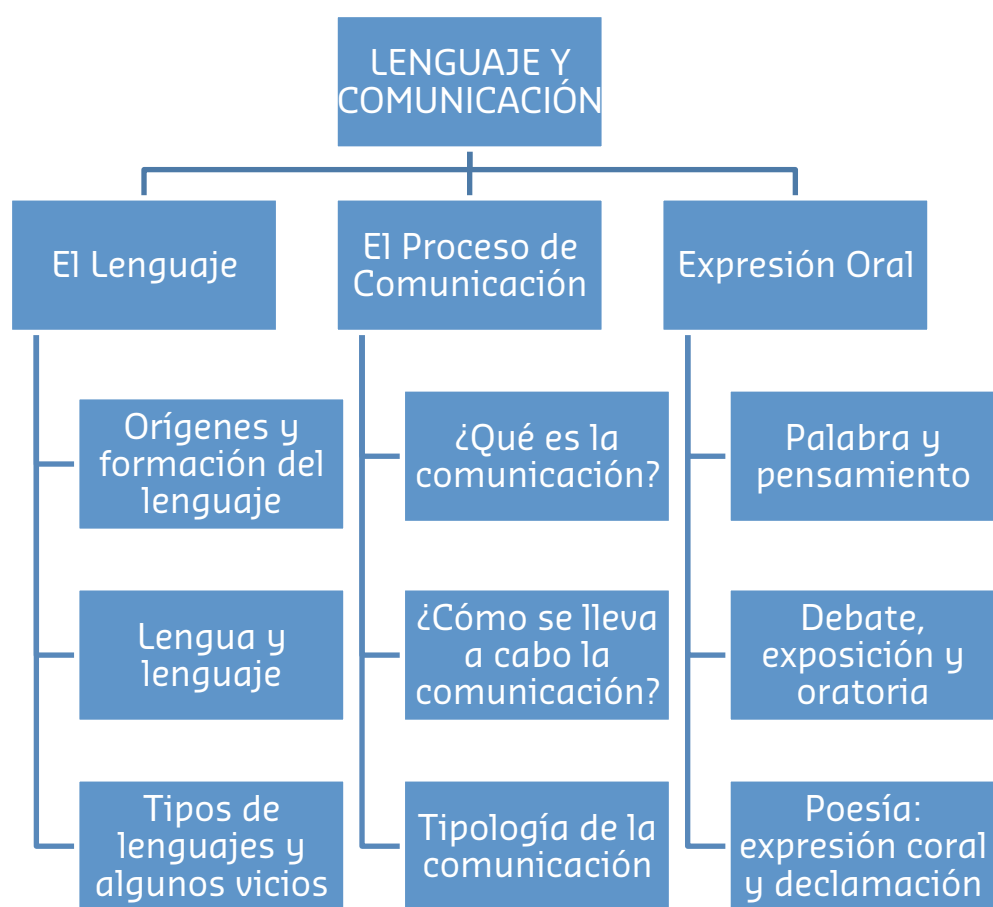 LENGUAJE Y
COMUNICACIÓN
El Lenguaje
Orígenes y
formación del
lenguaje
Lengua y
lenguaje
Tipos de
lenguajes y
algunos vicios
El Proceso de
Comunicación
¿Qué es la
comunicación?
¿Cómo se lleva
a cabo la
comunicación?
Tipología de la
comunicación
Expresión Oral
Palabra y
pensamiento
Debate,
exposición y
oratoria
Poesía:
expresión coral
y declamación